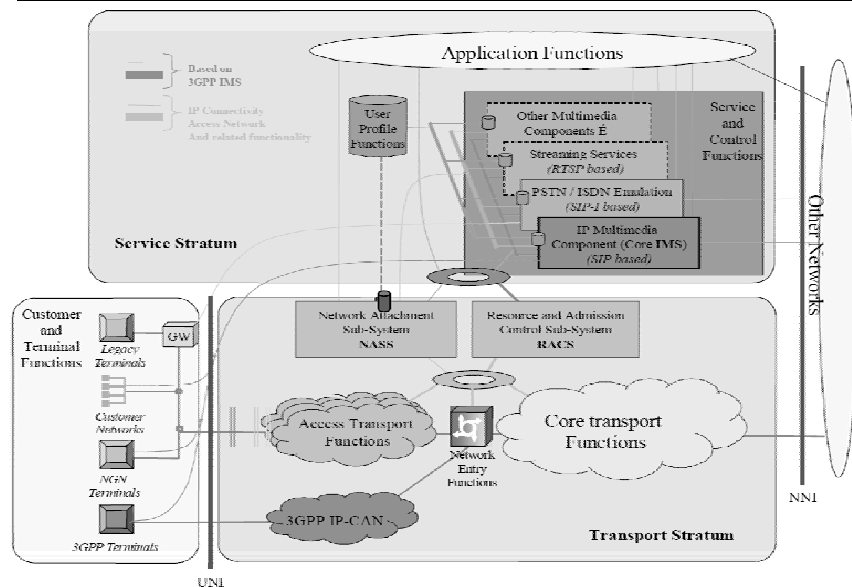 Application Functions
Based on
3GPP IMS
IP Connectivity
Access Network
And related functionality
User
Profile
Functions
Other Multimedia
Components É
Streaming Services
(RTSP based)
PSTN / ISDN Emulation
(SIP-I based)
IP Multimedia
Component (Core IMS)
(SIP based)
Service
and
Control
Functions
Service Stratum
Other Networks
Customer
and
Terminal
Functions
GW
Legacy
Terminals
Customer
Networks
NGN
Terminals
3GPP Terminals
UNI
Network Attachment
Sub-System
NASS
Resource and Admission
Control Sub-System
RACS
Access Transport
Functions
Network
Entry
Functions
Core transport
Functions
3GPP IP-CAN
Transport Stratum
NNI